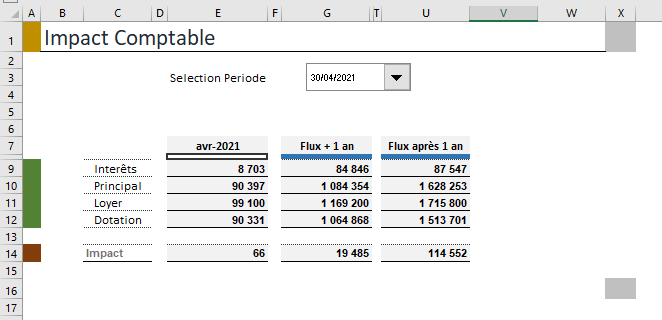 A B C D E F G T U V W X
1 Impact Comptable
2
3 Selection Periode 30/04/2021
4
5
6
7 avr-2021 Flux + 1 an Flux après 1 an
9 Interêts 8 703 84 846 87 547
10 Principal 90 397 1 084 354 1 628 253
11 Loyer 99 100 1 169 200 1 715 800
12 Dotation 90 331 1 064 868 1 513 701
13
14 Impact 66 19 485 114 552
15
16
17